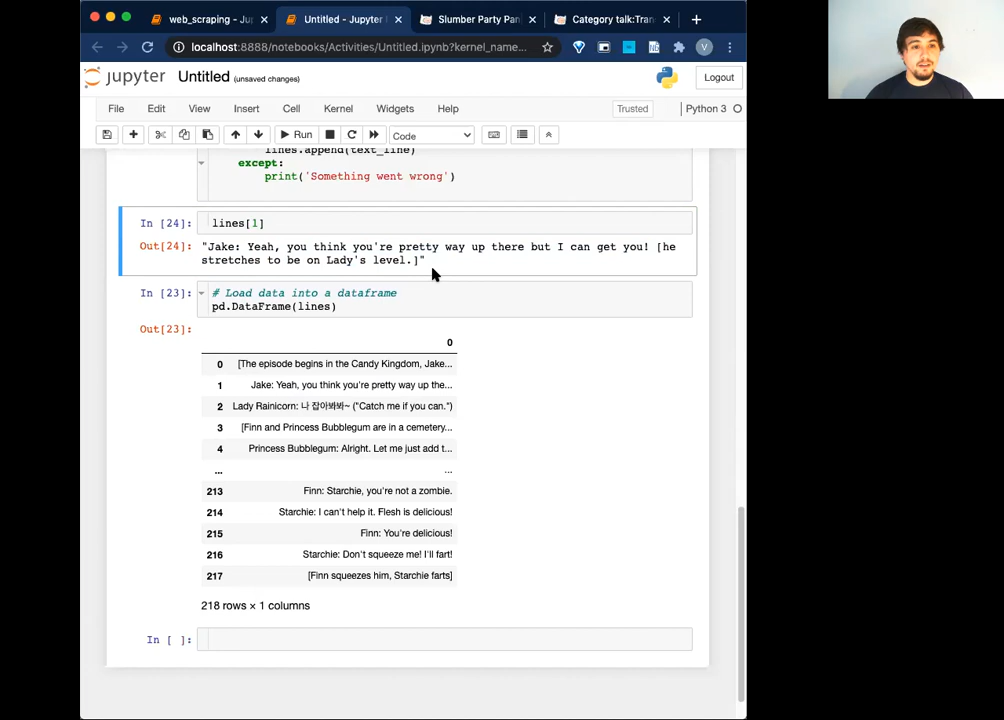 web_scraping - Ju
Untitled - Jupyter
Slumber Party Pan
Category talk:Tran
localhost:8888/notebooks/Activities/Untitled.ipynb?kernel_name...
V
jupyter Untitled (unsaved changes)
Logout
File Edit View Insert Cell Kernel Widgets Help
Trusted
Python 3
Run
Code
lines.append(text_line)
except:
print('Something went wrong')
In [24]: lines[1]
Out[24]: "Jake: Yeah, you think you're pretty way up there but I can get you! [he
stretches to be on Lady's level.]"
In [23]: # Load data into a dataframe
pd.DataFrame(lines)
Out[23]:
0
0 [The episode begins in the Candy Kingdom, Jake...
1 Jake: Yeah, you think you're pretty way up the...
2 Lady Rainicorn: 나 잡아봐봐~ ("Catch me if you can.")
3 [Finn and Princess Bubblegum are in a cemetery...
4 Princess Bubblegum: Alright. Let me just add t...
... ...
213 Finn: Starchie, you're not a zombie.
214 Starchie: I can't help it. Flesh is delicious!
215 Finn: You're delicious!
216 Starchie: Don't squeeze me! I'll fart!
217 [Finn squeezes him, Starchie farts]
218 rows × 1 columns
In [ ]: